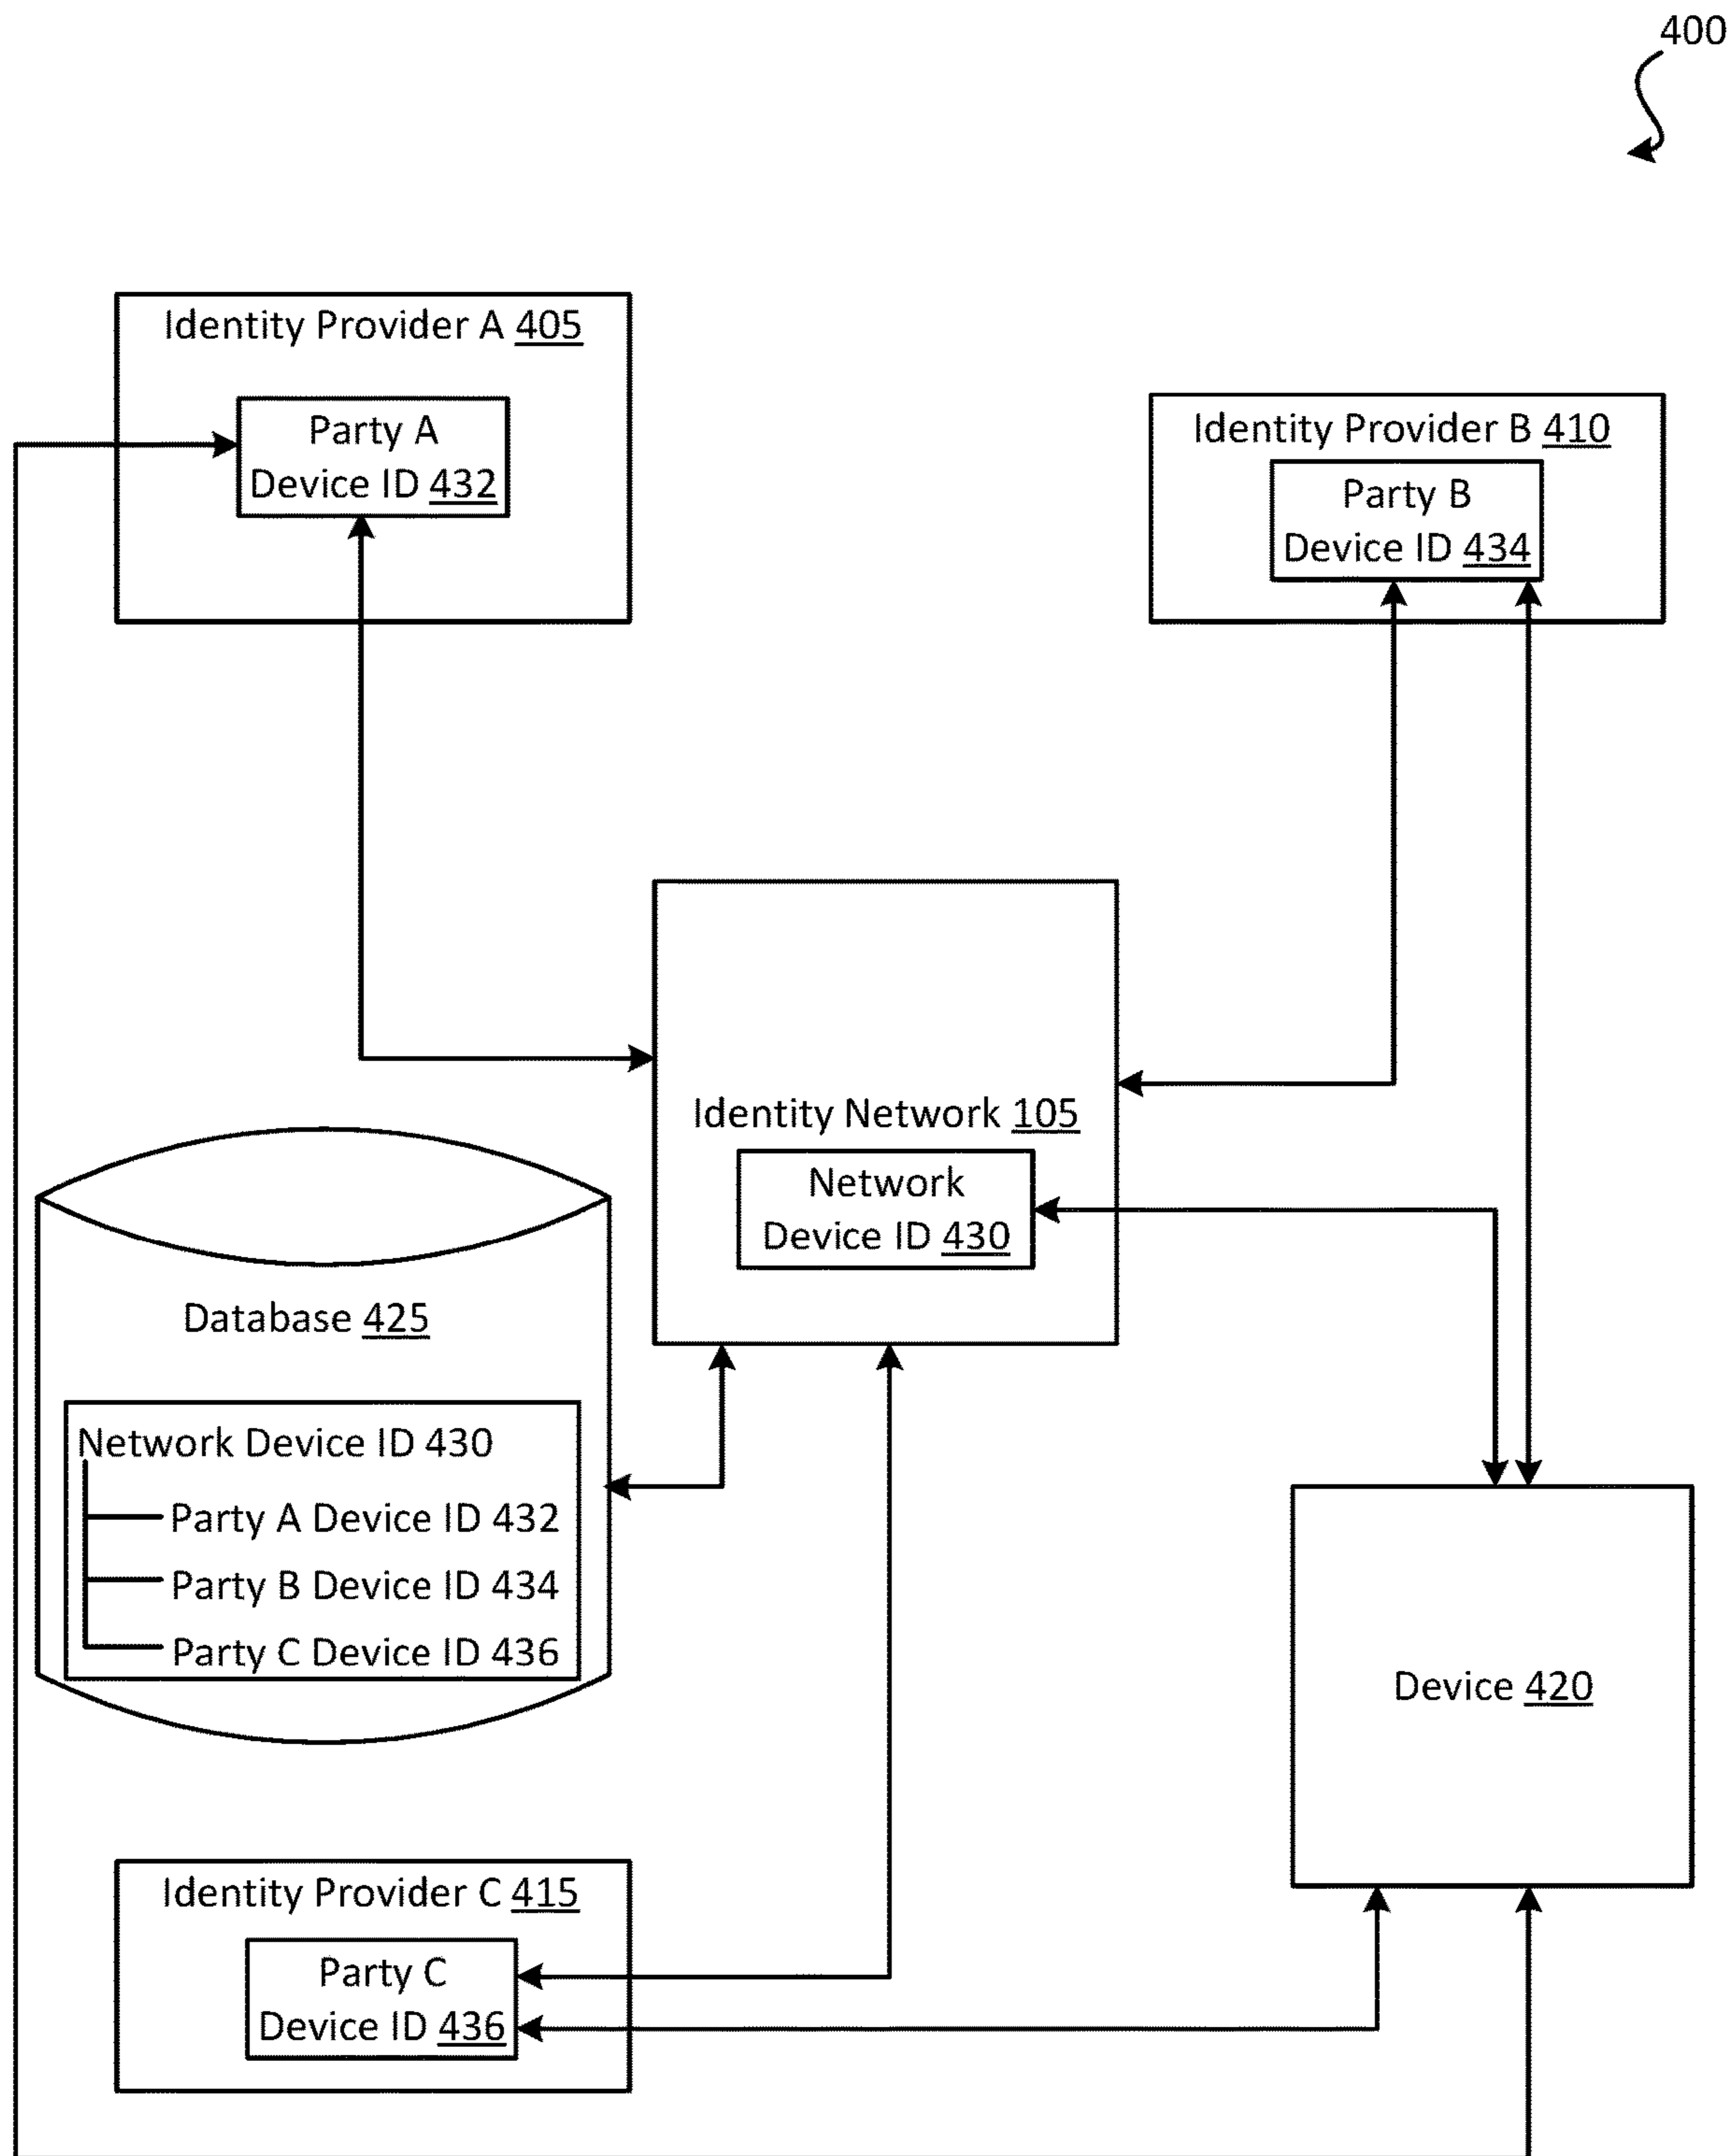 400
Identity Provider A 405
Party A
Device ID 432
Identity Provider B 410
Party B
Device ID 434
Identity Network 105
Network
Device ID 430
Database 425
Network Device ID 430
Party A Device ID 432
Party B Device ID 434
Party C Device ID 436
Device 420
Identity Provider C 415
Party C
Device ID 436